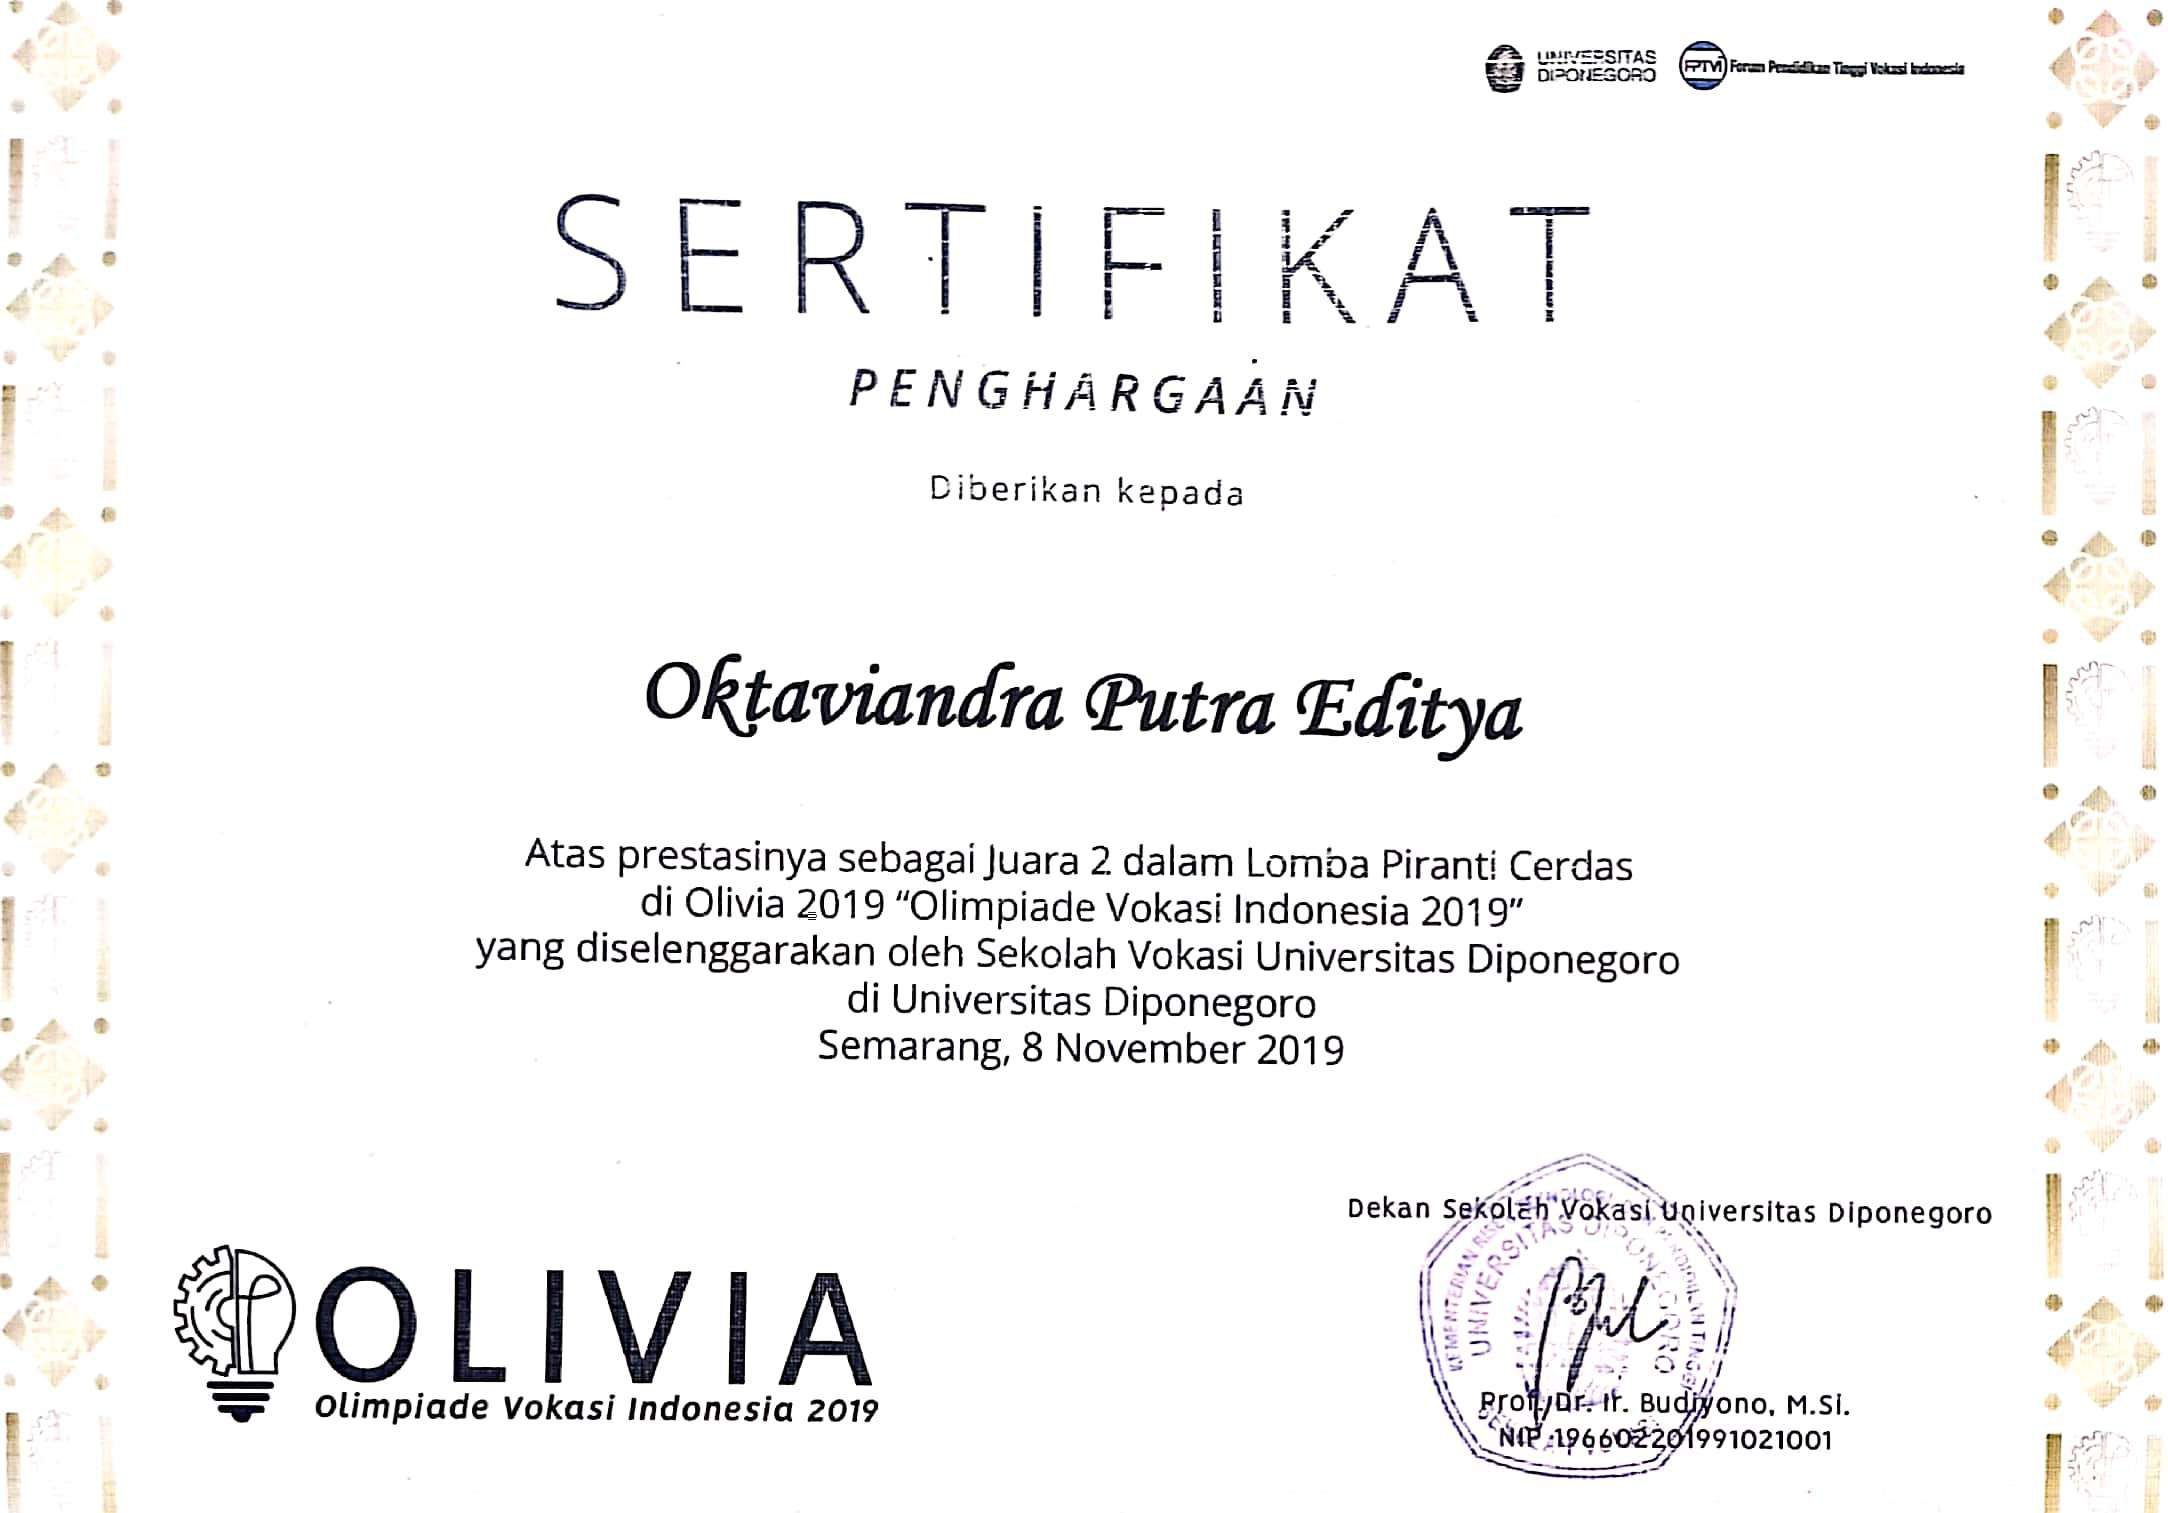 UNIVERSITAS
DIPONEGORO
FPTVI Forum Pendidikan Tinggi Vokasi Indonesia
SERTIFIKAT
PENGHARGAAN
Diberikan kepada
Oktaviandra Putra Editya
Atas prestasinya sebagai Juara 2 dalam Lomba Piranti Cerdas
di Olivia 2019 “Olimpiade Vokasi Indonesia 2019”
yang diselenggarakan oleh Sekolah Vokasi Universitas Diponegoro
di Universitas Diponegoro
Semarang, 8 November 2019
Dekan Sekolah Vokasi Universitas Diponegoro
KEMENTERIAN PENDIDIKAN TINGGI
UNIVERSITAS DIPONEGORO
Prof. Dr. Ir. Budiyono, M.Si.
NIP 196602201991021001
OLIVIA
Olimpiade Vokasi Indonesia 2019